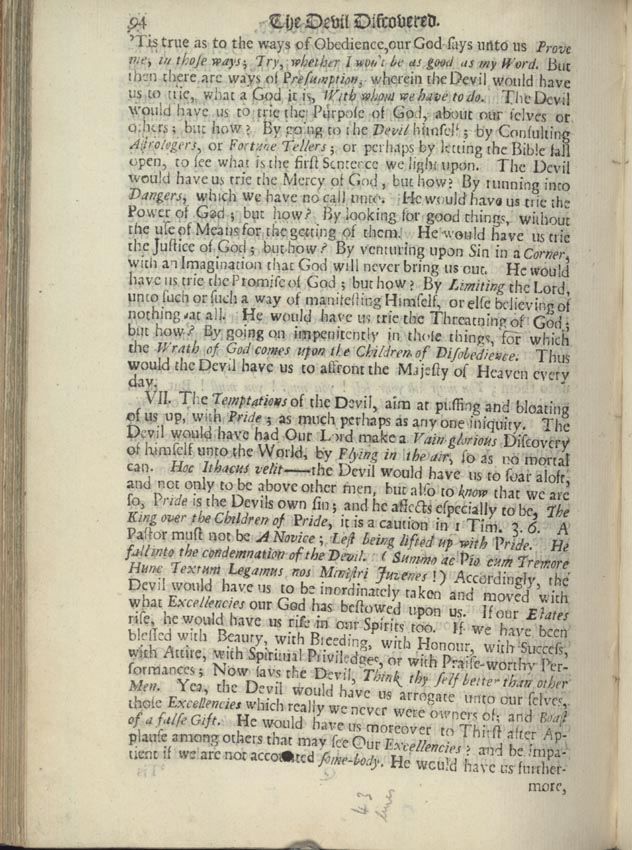 94 The Devil Discovered.
'Tis true as to the ways of Obedience, our God says unto us Prove
me, in those ways; Try, whether I won't be as good as my Word. But
then there are ways of Presumption, wherein the Devil would have
us to trie, what a God it is, With whom we have to do. The Devil
would have us to trie the Purpose of God, about our selves or
others; but how? By going to the Devil himself; by Consulting
Astrologers, or Fortune Tellers; or perhaps by letting the Bible fall
open, to see what is the first Sentence we light upon. The Devil
would have us trie the Mercy of God, but how? By running into
Dangers, which we have no call unto. He would have us trie the
Power of God; but how? By looking for good things, without
the use of Means for the getting of them. He would have us trie
the Justice of God; but how? By venturing upon Sin in a Corner,
with an Imagination that God will never bring us out. He would
have us trie the Promise of God; but how? By Limiting the Lord,
unto such or such a way of manifesting Himself, or else believing of
nothing at all. He would have us trie the Threatning of God;
but how? By going on impenitently in those things, for which
the Wrath of God comes upon the Children of Disobedience. Thus
would the Devil have us to affront the Majesty of Heaven every
day.
VII. The Temptations of the Devil, aim at puffing and bloating
of us up, with Pride; as much perhaps as any one iniquity. The
Devil would have had Our Lord make a Vain glorious Discovery
of himself unto the World, by Flying in the air, so as no mortal
can. Hoc Ithacus velit——the Devil would have us to soar aloft,
and not only to be above other men, but also to know that we are
so, Pride is the Devils own sin; and he affects especially to be, The
King over the Children of Pride, it is a caution in 1 Tim. 3. 6. A
Pastor must not be A Novice; Lest being lifted up with Pride. He
fall into the condemnation of the Devil. (Summo ac Pio cum Tremore
Hunc Textum Legamus nos Ministri Juvenes!) Accordingly, the
Devil would have us to be inordinately taken and moved with
what Excellencies our God has bestowed upon us. If our Estates
rise, he would have us rise in our Spirits too. If we have been
blessed with Beauty, with Breeding, with Honour, with Success,
with Attire, with Spiritual Priviledges, or with Praise-worthy Per-
formances; Now says the Devil, Think thy self better than other
Men. Yea, the Devil would have us arrogate unto our selves,
those Excellencies which really we never were owners of; and Boast
of a false Gift. He would have us moreover to Thirst after Ap-
plause among others that may see Our Excellencies; and be impa-
tient if we are not accounted some-body. He would have us further-
more,
43
lines